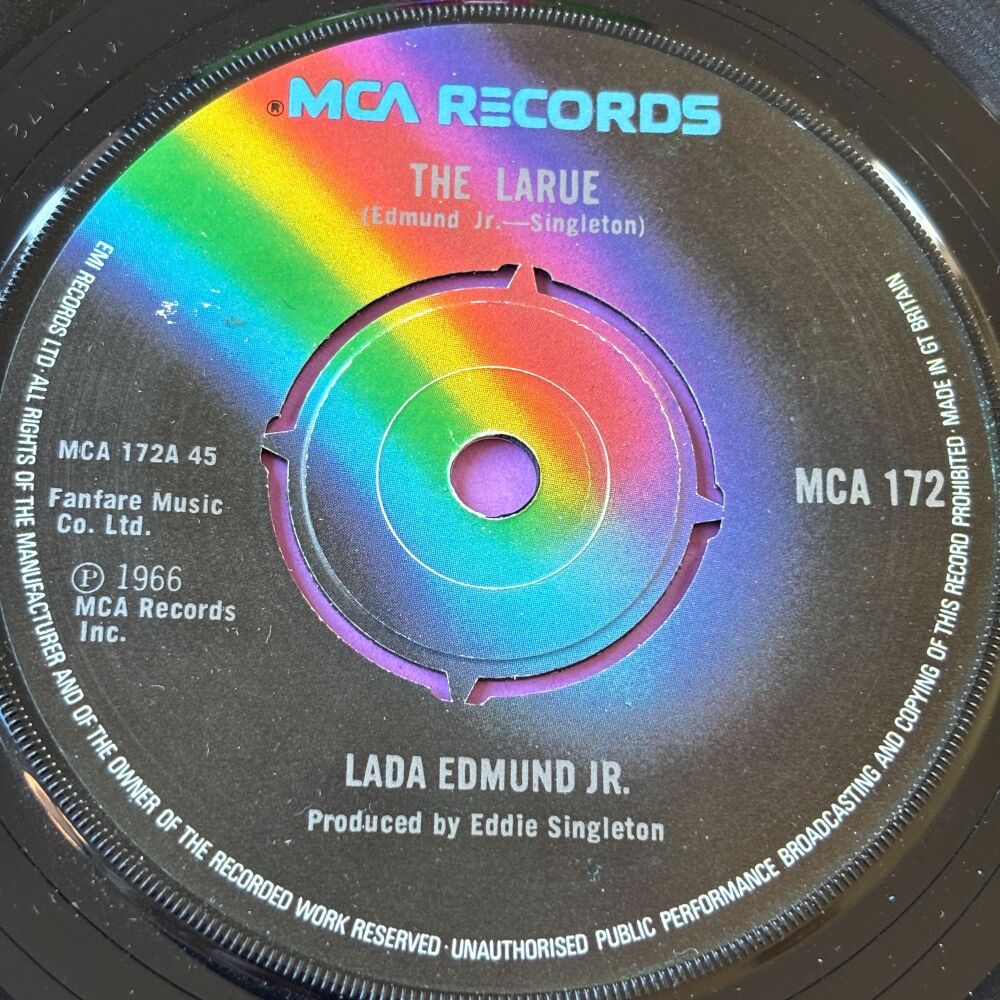 ® MCA RECORDS
THE LARUE
(Edmund Jr.—Singleton)
MCA 172A 45
Fanfare Music
Co. Ltd.
Ⓟ 1966
MCA Records
Inc.
MCA 172
LADA EDMUND JR.
Produced by Eddie Singleton
EMI RECORDS LTD · ALL RIGHTS OF THE MANUFACTURER AND OF THE OWNER OF THE RECORDED WORK RESERVED · UNAUTHORISED PUBLIC PERFORMANCE BROADCASTING AND COPYING OF THIS RECORD PROHIBITED · MADE IN GT BRITAIN